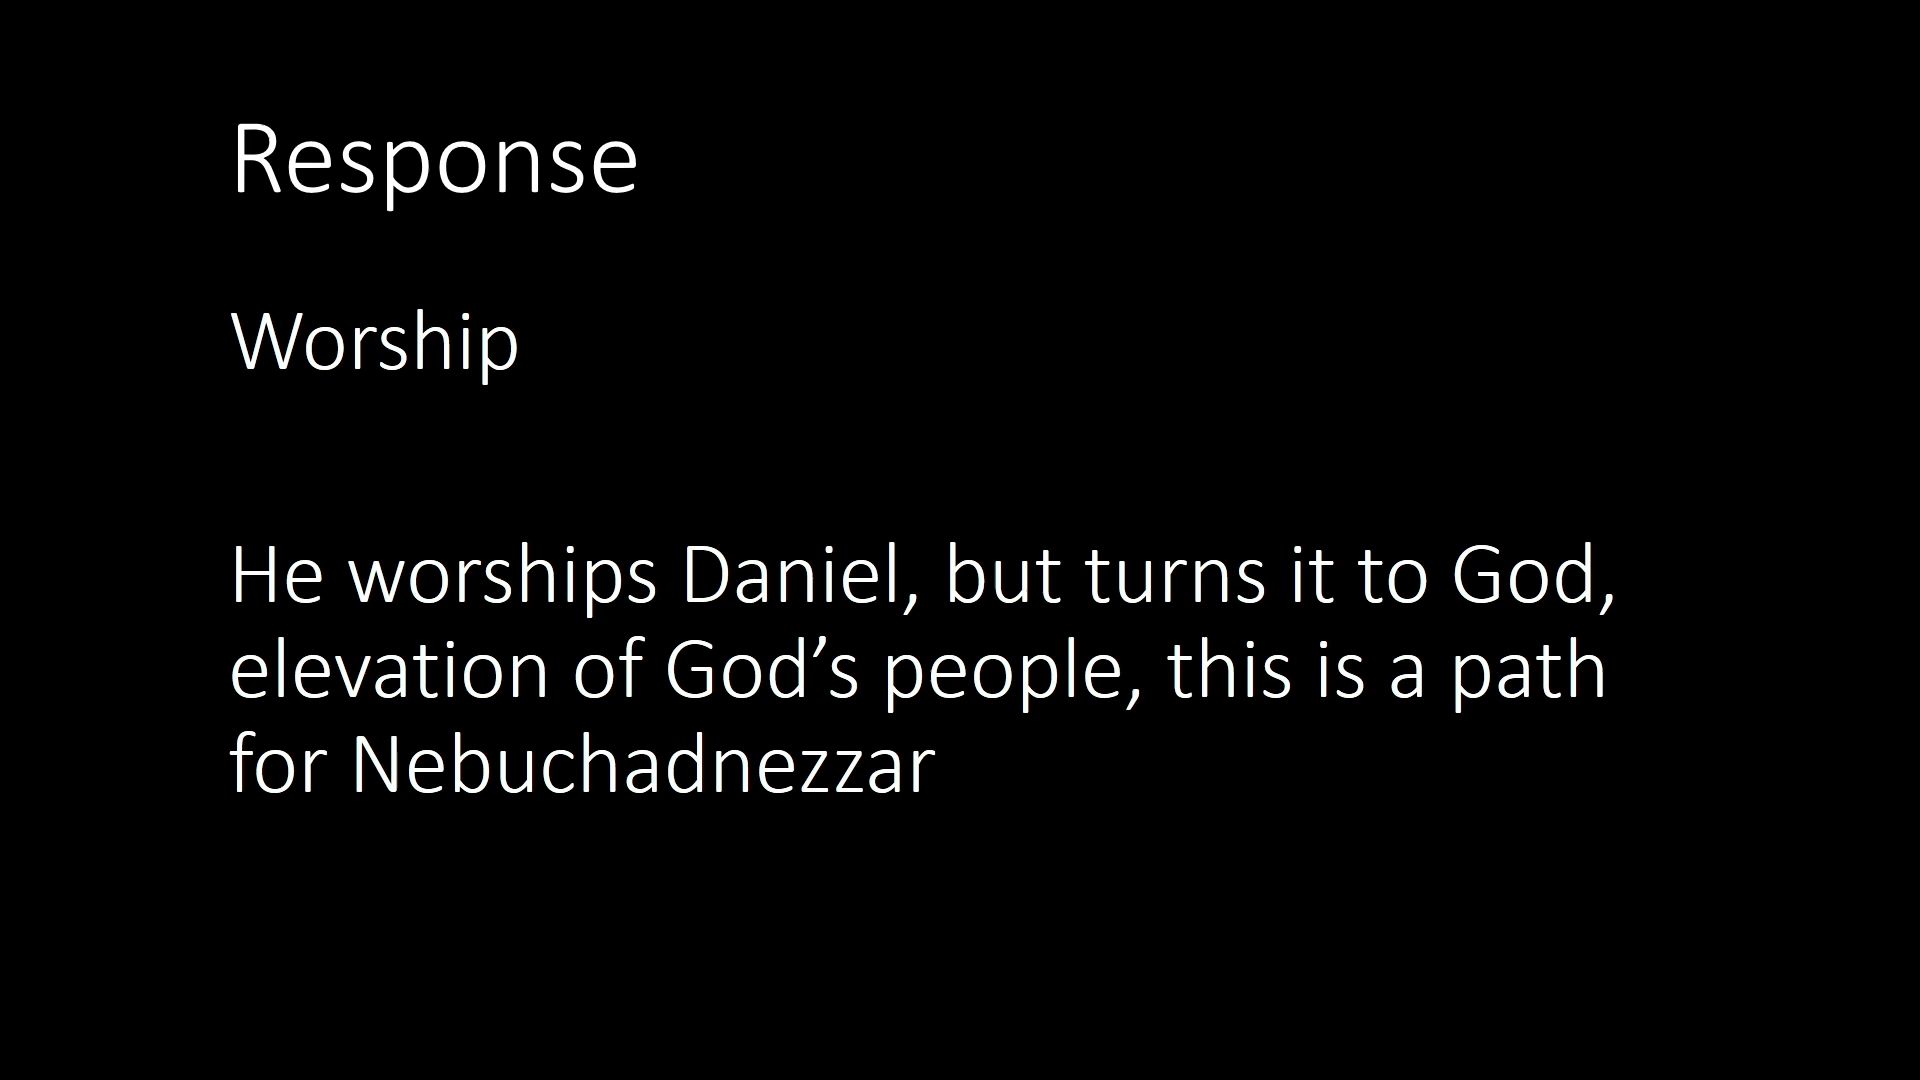 Response
Worship
He worships Daniel, but turns it to God,
elevation of God’s people, this is a path
for Nebuchadnezzar